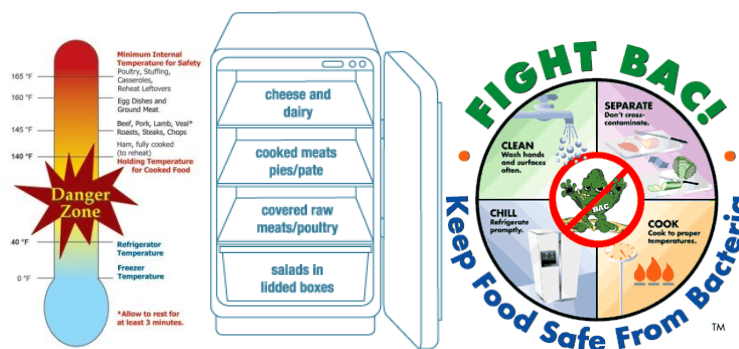 Minimum Internal
Temperature for Safety
165 °F
Poultry, Stuffing,
Casseroles,
Reheat Leftovers
160 °F
Egg Dishes and
Ground Meat
145 °F
Beef, Pork, Lamb, Veal*
Roasts, Steaks, Chops
Ham, fully cooked
(to reheat)
140 °F
Holding Temperature
for Cooked Food
Danger
Zone
40 °F
Refrigerator
Temperature
0 °F
Freezer
Temperature
*Allow to rest for
at least 3 minutes.
cheese and
dairy
cooked meats
pies/pate
covered raw
meats/poultry
salads in
lidded boxes
FIGHT BAC!
CLEAN
Wash hands
and surfaces
often.
SEPARATE
Don't cross-
contaminate.
BAC
CHILL
Refrigerate
promptly.
COOK
Cook to proper
temperatures.
Keep Food Safe From Bacteria
TM